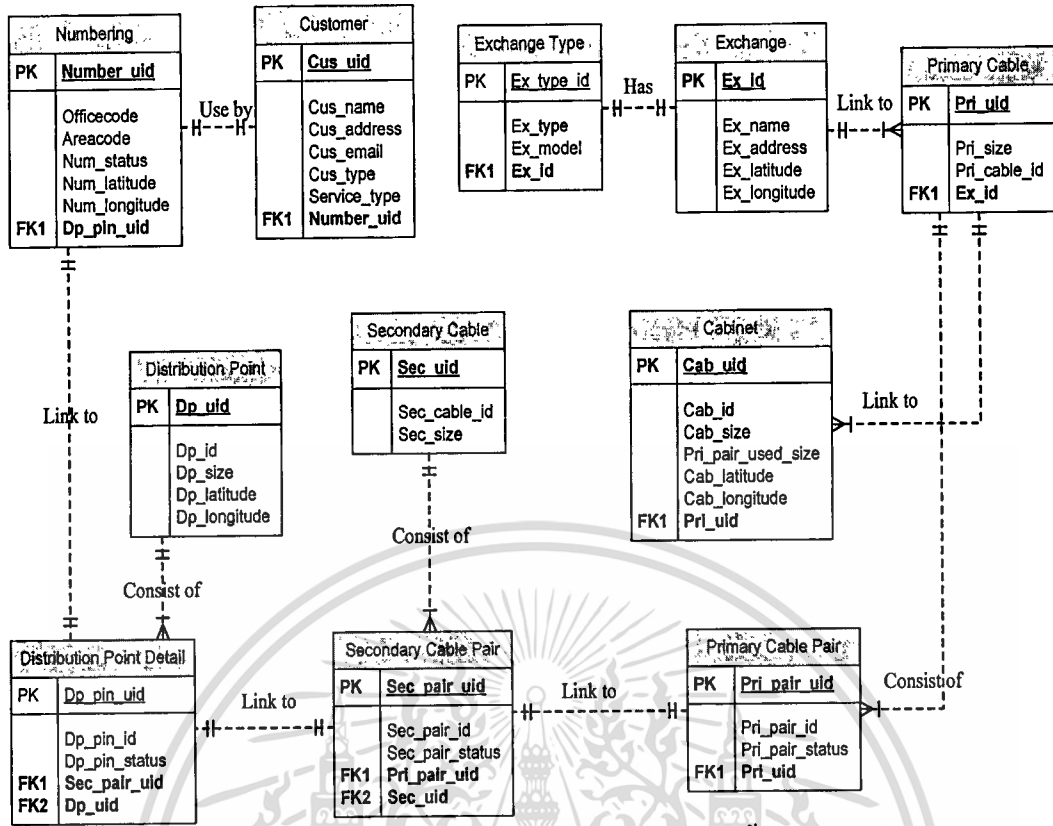 Numbering
PK Number_uid
Officecode
Areacode
Num_status
Num_latitude
Num_longitude
FK1 Dp_pin_uid
Use by
Customer
PK Cus_uid
Cus_name
Cus_address
Cus_email
Cus_type
Service_type
FK1 Number_uid
Exchange Type
PK Ex_type_id
Ex_type
Ex_model
FK1 Ex_id
Has
Exchange
PK Ex_id
Ex_name
Ex_address
Ex_latitude
Ex_longitude
Link to
Primary Cable
PK Pri_uid
Pri_size
Pri_cable_id
FK1 Ex_id
Link to
Distribution Point
PK Dp_uid
Dp_id
Dp_size
Dp_latitude
Dp_longitude
Consist of
Secondary Cable
PK Sec_uid
Sec_cable_id
Sec_size
Consist of
Cabinet
PK Cab_uid
Cab_id
Cab_size
Pri_pair_used_size
Cab_latitude
Cab_longitude
FK1 Pri_uid
Link to
Distribution Point Detail
PK Dp_pin_uid
Dp_pin_id
Dp_pin_status
FK1 Sec_pair_uid
FK2 Dp_uid
Link to
Secondary Cable Pair
PK Sec_pair_uid
Sec_pair_id
Sec_pair_status
FK1 Pri_pair_uid
FK2 Sec_uid
Link to
Primary Cable Pair
PK Pri_pair_uid
Pri_pair_id
Pri_pair_status
FK1 Pri_uid
Consist of